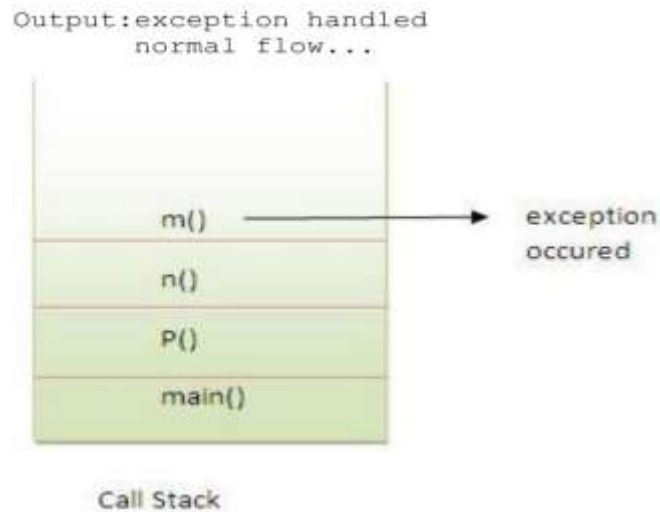 Output:exception handled
normal flow...
m()
exception
occured
n()
P()
main()
Call Stack